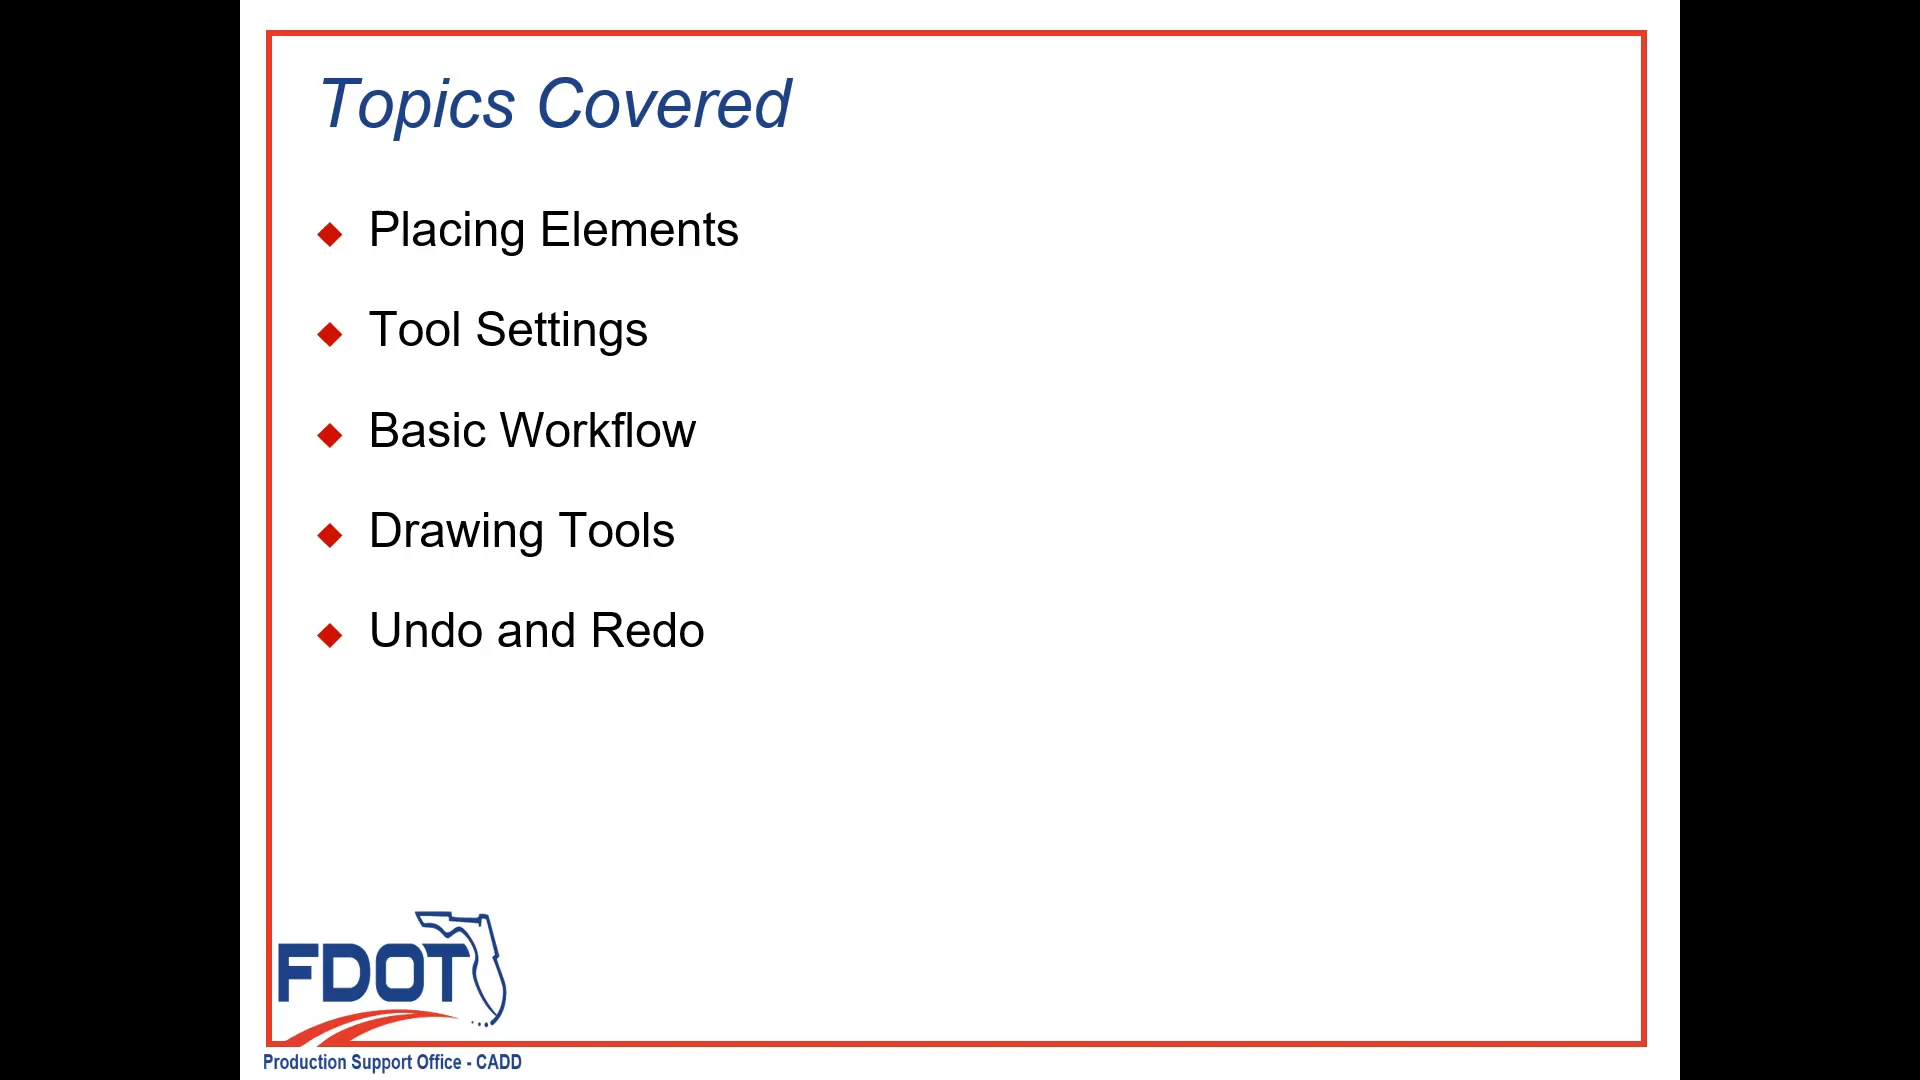 Topics Covered
Placing Elements
Tool Settings
Basic Workflow
Drawing Tools
Undo and Redo
FDOT
Production Support Office - CADD